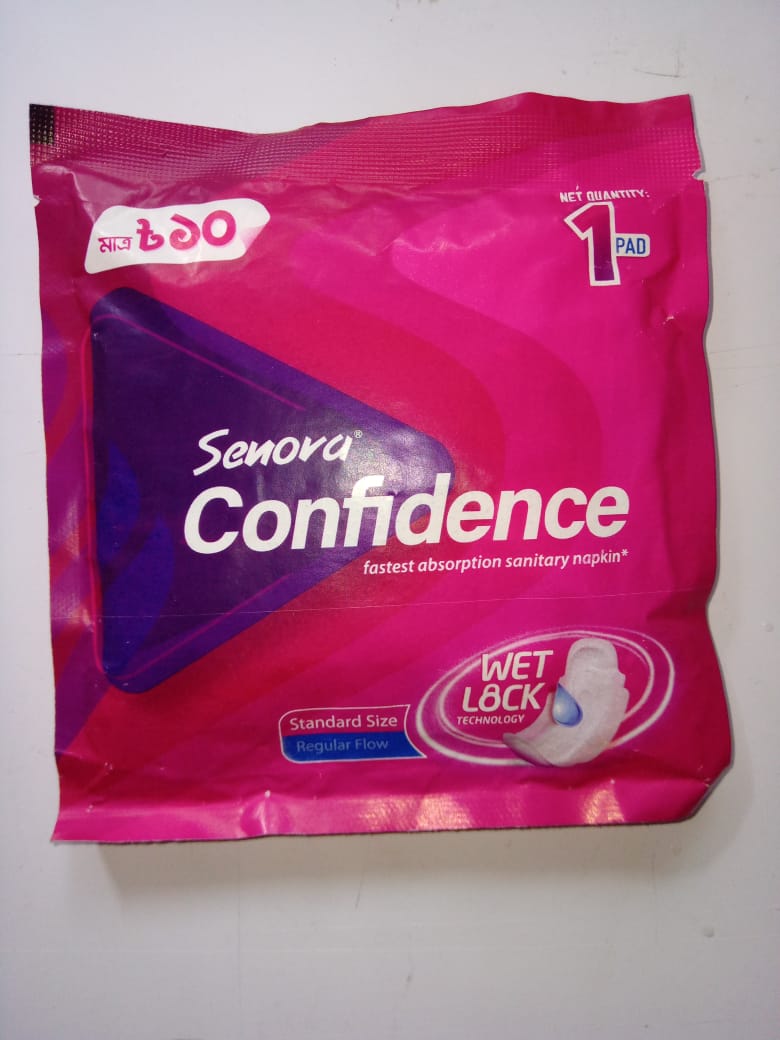 মাত্র ৳১০
NET QUANTITY:
1 PAD
Senora®
Confidence
fastest absorption sanitary napkin*
WET
LOCK
TECHNOLOGY
Standard Size
Regular Flow